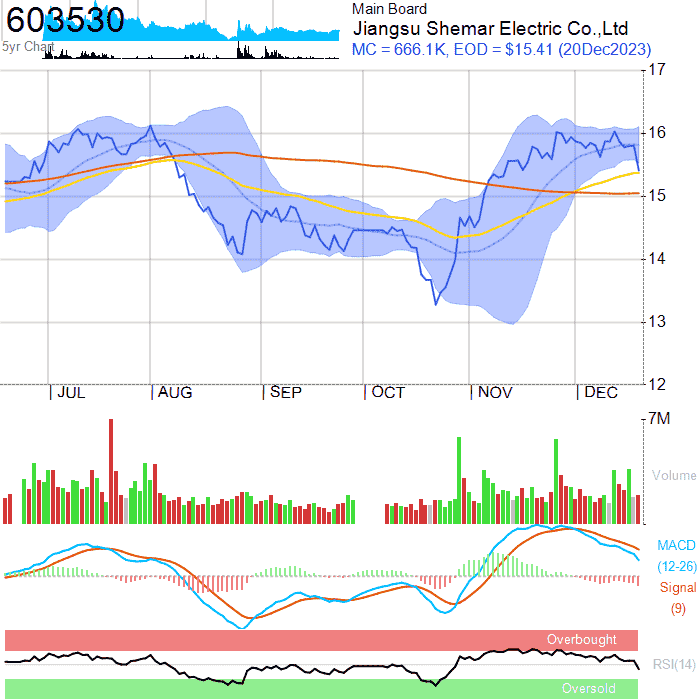 603530
5yr Chart
Main Board
Jiangsu Shemar Electric Co.,Ltd
MC = 666.1K, EOD = $15.41 (20Dec2023)
17
16
15
14
13
12
JUL AUG SEP OCT NOV DEC
7M
Volume
MACD
(12-26)
Signal
(9)
Overbought
RSI(14)
Oversold